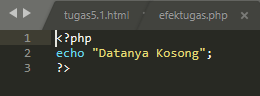 tugas5.1.html efektugas.php
1 <?php
2 echo "Datanya Kosong";
3 ?>